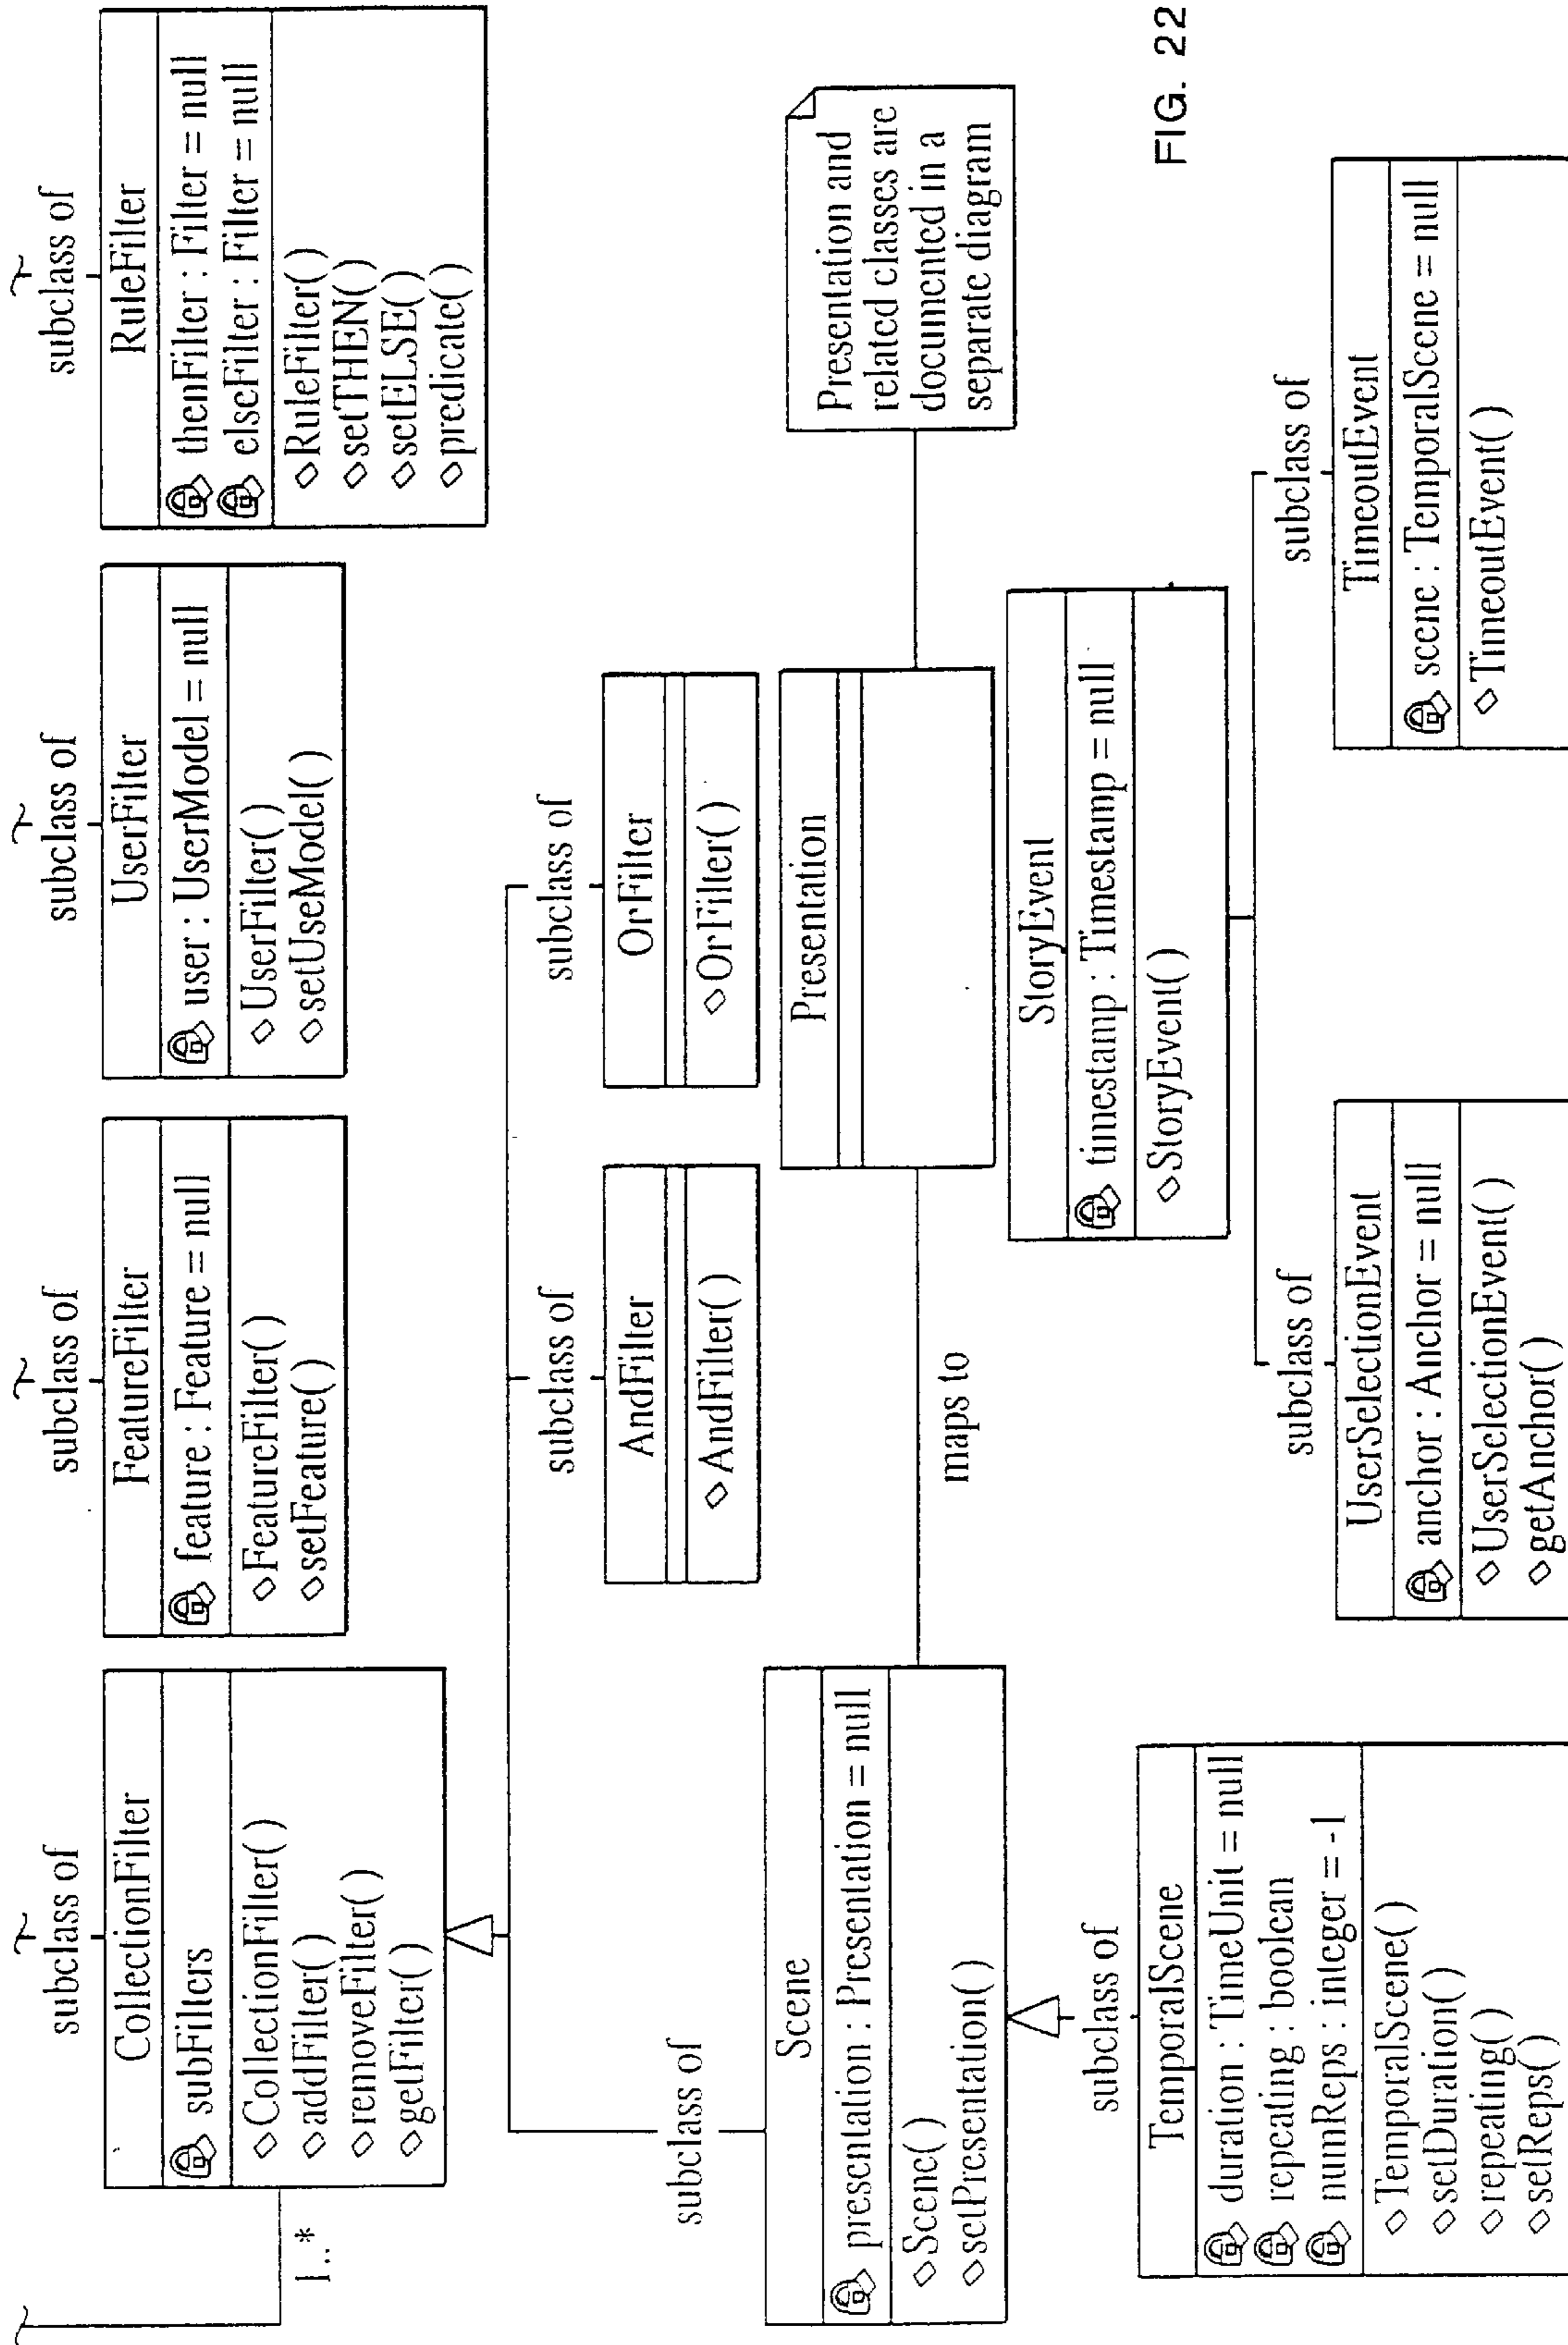 subclass of
CollectionFilter
subFilters
CollectionFilter()
addFilter()
removeFilter()
getFilter()
1..*
subclass of
FeatureFilter
feature : Feature = null
FeatureFilter()
setFeature()
subclass of
UserFilter
user : UserModel = null
UserFilter()
setUseModel()
subclass of
RuleFilter
thenFilter : Filter = null
elseFilter : Filter = null
RuleFilter()
setTHEN()
setELSE()
predicate()
subclass of
AndFilter
AndFilter()
subclass of
OrFilter
OrFilter()
subclass of
Scene
presentation : Presentation = null
Scene()
setPresentation()
maps to
Presentation
Presentation and
related classes are
documented in a
separate diagram
subclass of
TemporalScene
duration : TimeUnit = null
repeating : boolean
numReps : integer = -1
TemporalScene()
setDuration()
repeating()
setReps()
StoryEvent
timestamp : Timestamp = null
StoryEvent()
subclass of
UserSelectionEvent
anchor : Anchor = null
UserSelectionEvent()
getAnchor()
subclass of
TimeoutEvent
scene : TemporalScene = null
TimeoutEvent()
FIG. 22